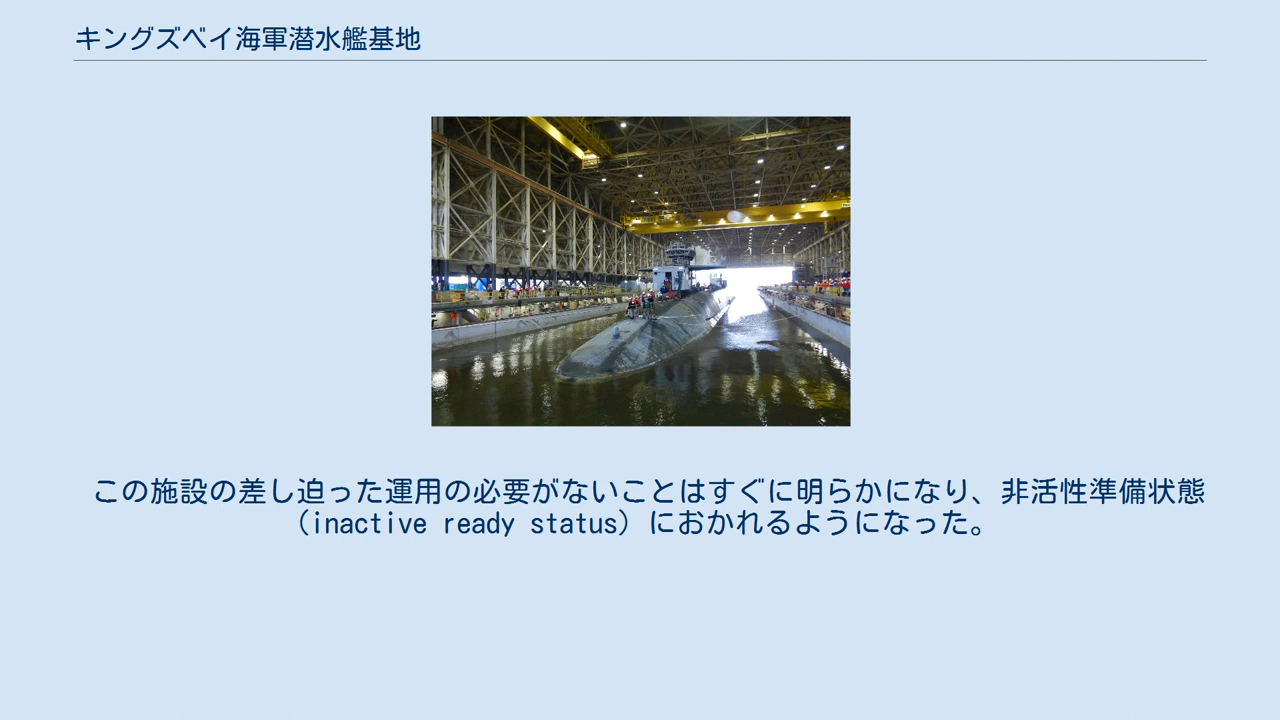 キングズベイ海軍潜水艦基地
この施設の差し迫った運用の必要がないことはすぐに明らかになり、非活性準備状態
（inactive ready status）におかれるようになった。